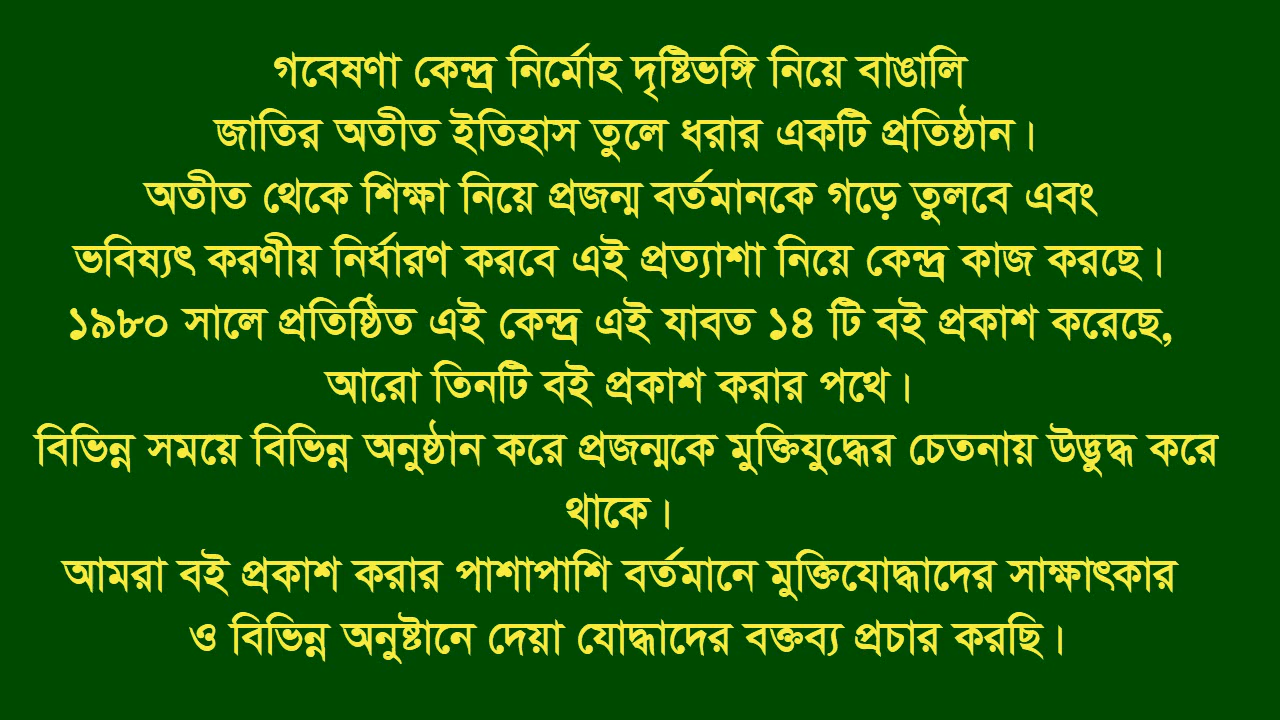 গবেষণা কেন্দ্র নির্মোহ দৃষ্টিভঙ্গি নিয়ে বাঙালি
জাতির অতীত ইতিহাস তুলে ধরার একটি প্রতিষ্ঠান।
অতীত থেকে শিক্ষা নিয়ে প্রজন্ম বর্তমানকে গড়ে তুলবে এবং
ভবিষ্যৎ করণীয় নির্ধারণ করবে এই প্রত্যাশা নিয়ে কেন্দ্র কাজ করছে।
১৯৮০ সালে প্রতিষ্ঠিত এই কেন্দ্র এই যাবত ১৪ টি বই প্রকাশ করেছে,
আরো তিনটি বই প্রকাশ করার পথে।
বিভিন্ন সময়ে বিভিন্ন অনুষ্ঠান করে প্রজন্মকে মুক্তিযুদ্ধের চেতনায় উদ্ভুদ্ধ করে
থাকে।
আমরা বই প্রকাশ করার পাশাপাশি বর্তমানে মুক্তিযোদ্ধাদের সাক্ষাৎকার
ও বিভিন্ন অনুষ্টানে দেয়া যোদ্ধাদের বক্তব্য প্রচার করছি।